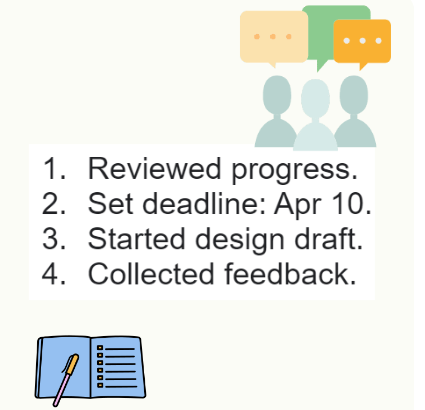 1. Reviewed progress.
2. Set deadline: Apr 10.
3. Started design draft.
4. Collected feedback.